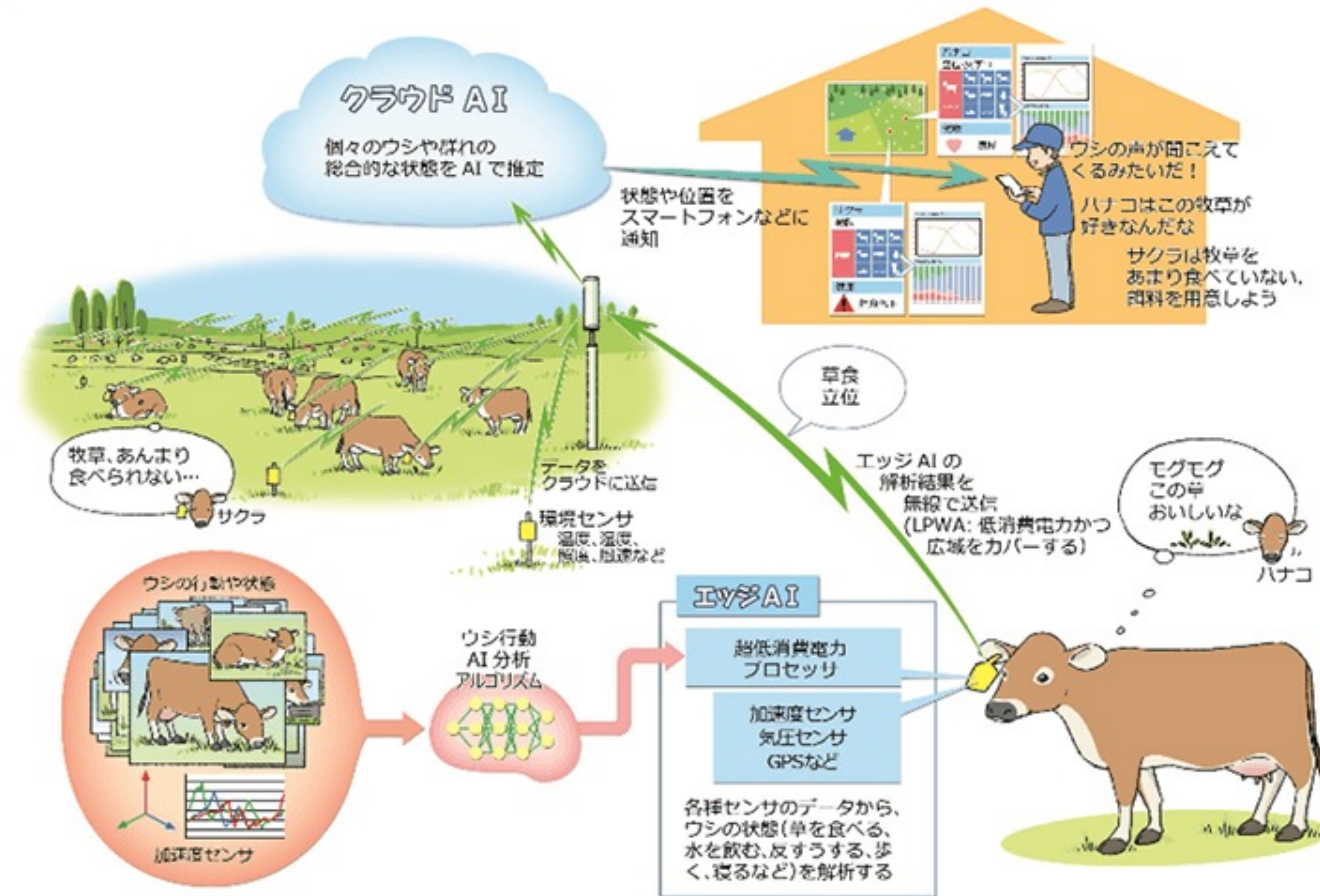 クラウド AI
個々のウシや群れの
総合的な状態を AI で推定
状態や位置を
スマートフォンなどに
通知
ウシの声が聞こえて
くるみたいだ！
ハナコはこの牧草が
好きなんだな
サクラは牧草を
あまり食べていない、
餌料を用意しよう
牧草、あんまり
食べられない…
サクラ
データを
クラウドに送信
環境センサ
温度、湿度、
照度、風速など
草食
立位
エッジ AI の
解析結果を
無線で送信
(LPWA: 低消費電力かつ
広域をカバーする)
モグモグ
この草
おいしいな
ハナコ
ウシの行動や状態
加速度センサ
ウシ行動
AI 分析
アルゴリズム
エッジ AI
超低消費電力
プロセッサ
加速度センサ
気圧センサ
GPSなど
各種センサのデータから、
ウシの状態(草を食べる、
水を飲む、反すうする、歩
く、寝るなど)を解析する